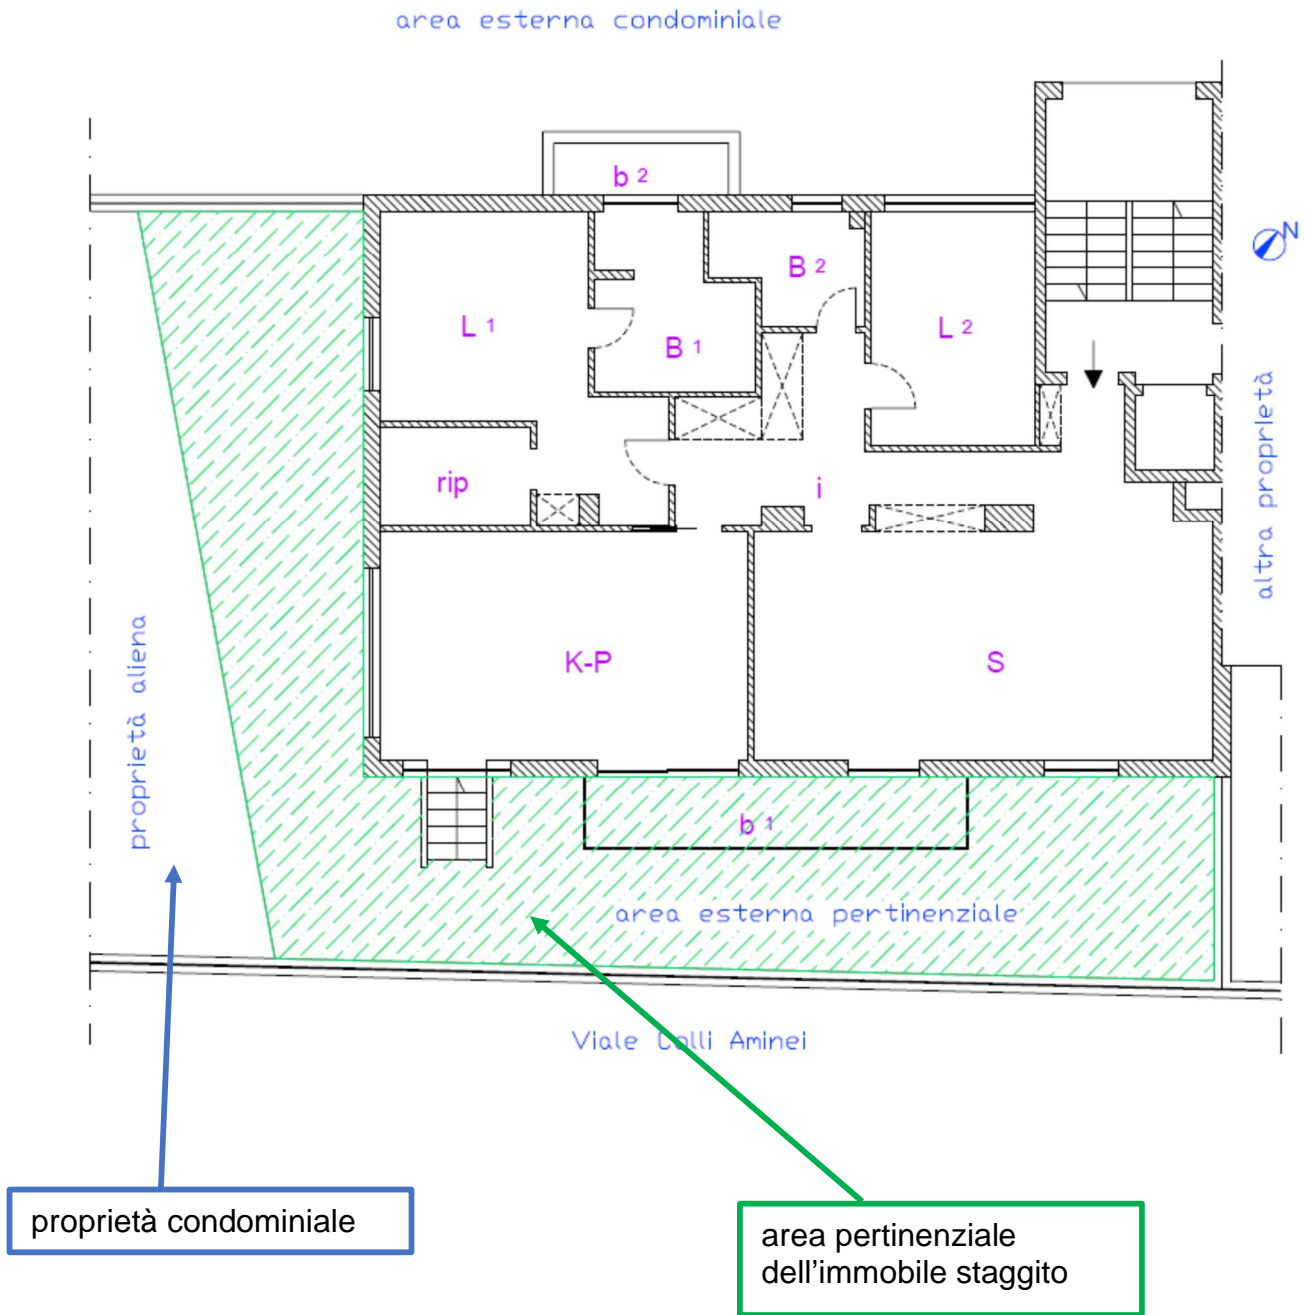 area esterna condominiale
b 2
N
B 2
L 1
L 2
B 1
altra proprietà
rip
i
proprietà aliena
K-P
S
b 1
area esterna pertinenziale
Viale Colli Aminei
proprietà condominiale
area pertinenziale
dell'immobile staggito